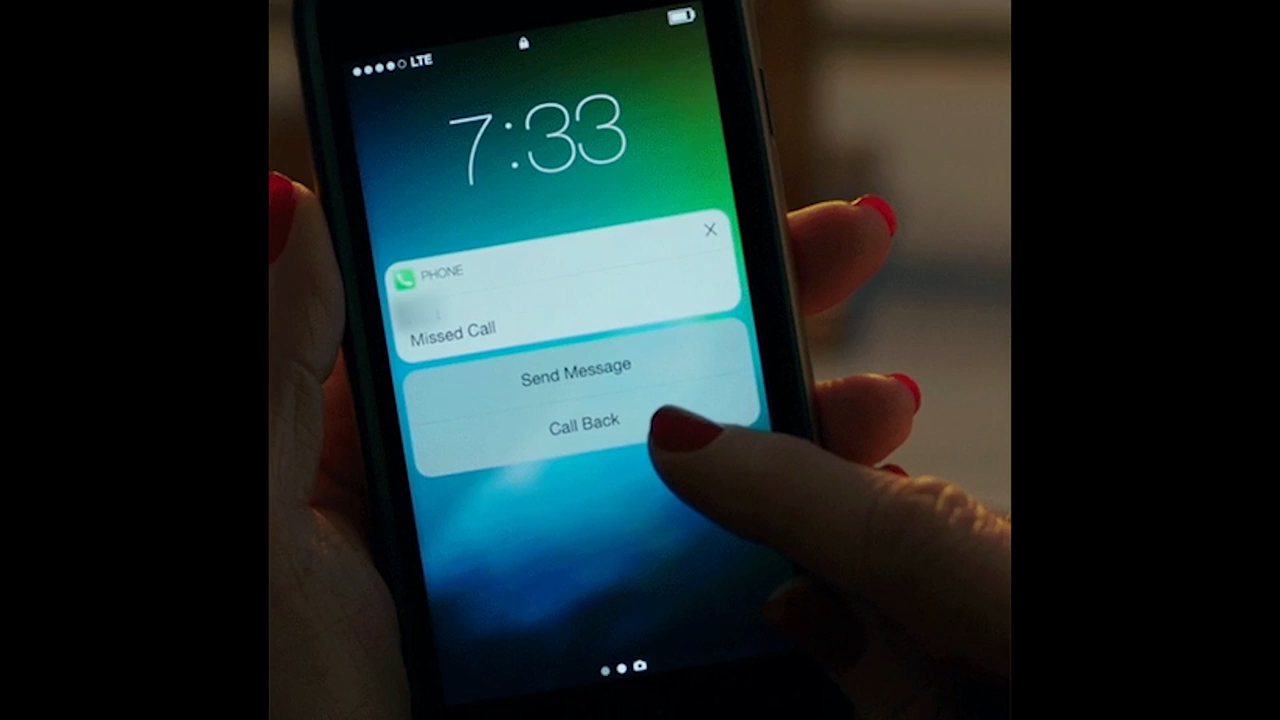 LTE
7:33
PHONE
Missed Call
Send Message
Call Back